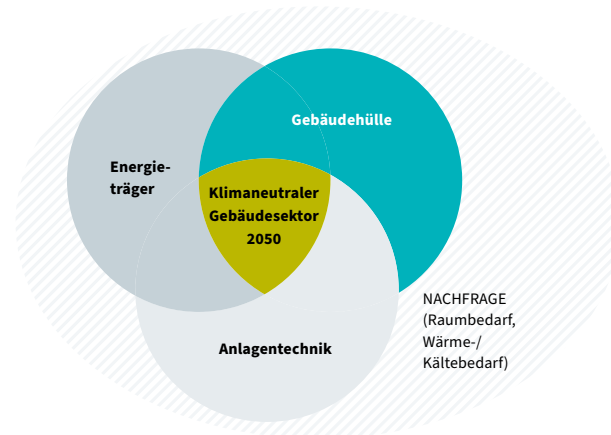 Gebäudehülle
Energie-
träger
Klimaneutraler
Gebäudesektor
2050
NACHFRAGE
(Raumbedarf,
Wärme-/
Kältebedarf)
Anlagentechnik